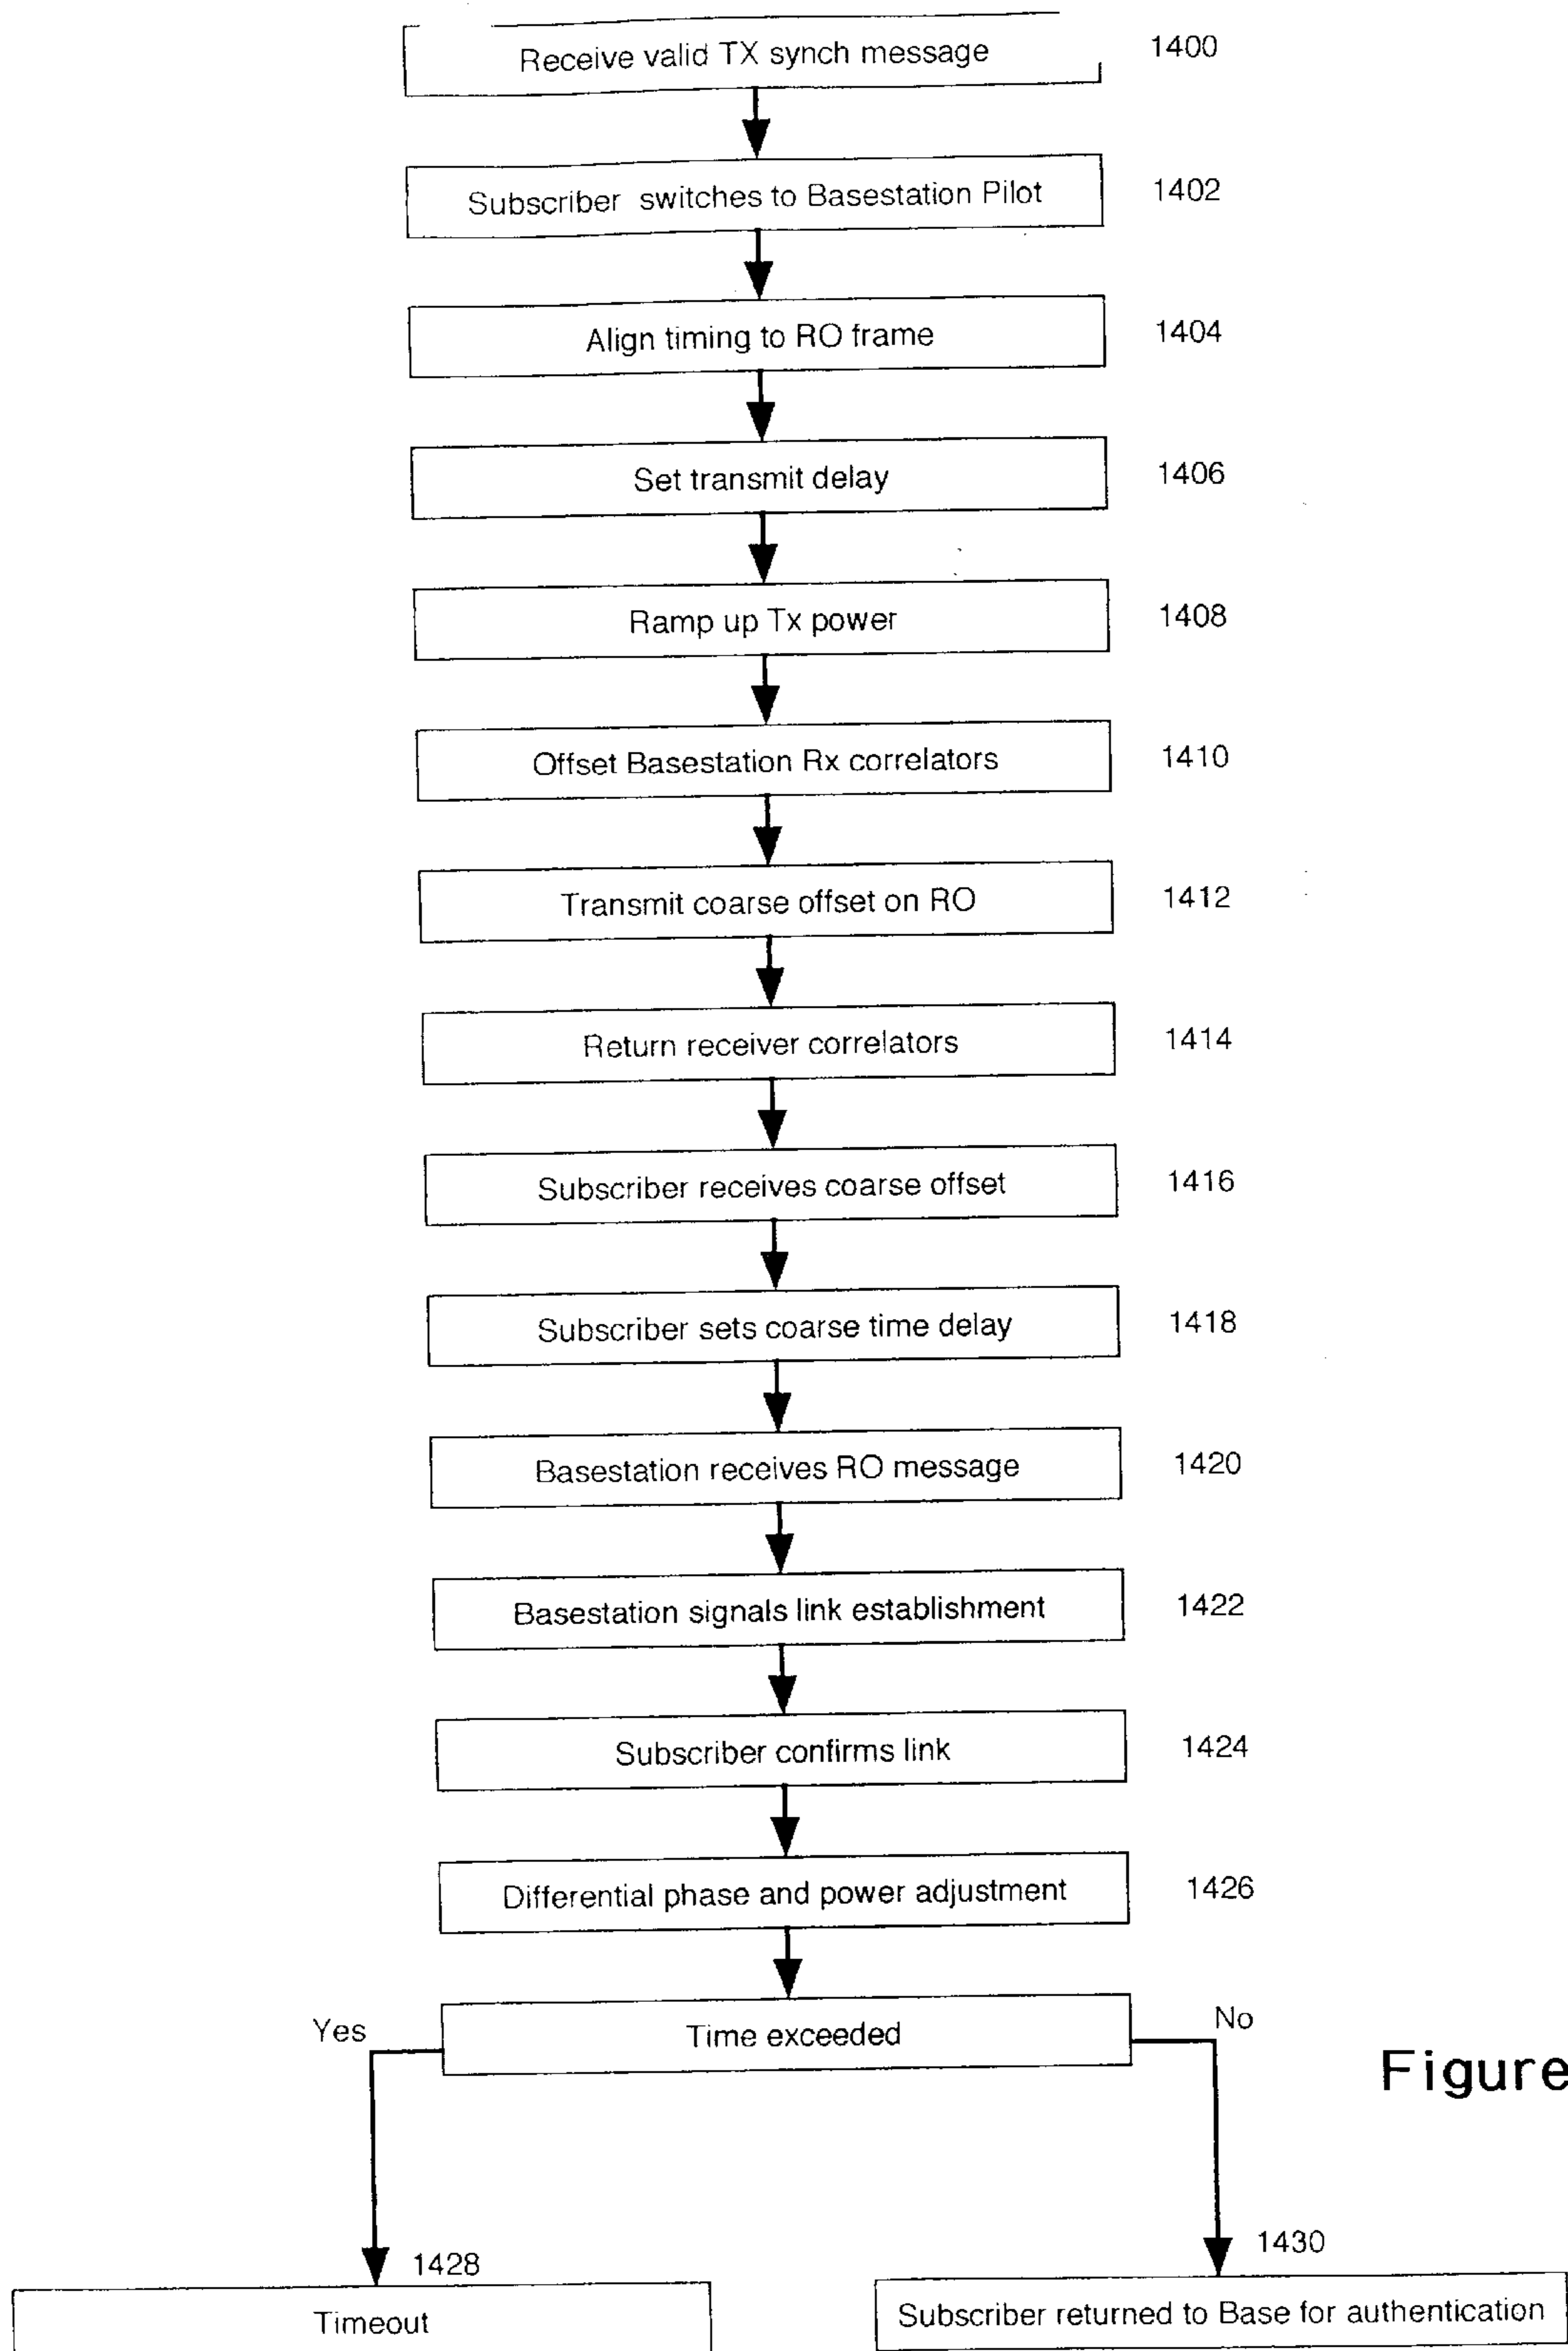 Receive valid TX synch message 1400
Subscriber switches to Basestation Pilot 1402
Align timing to RO frame 1404
Set transmit delay 1406
Ramp up Tx power 1408
Offset Basestation Rx correlators 1410
Transmit coarse offset on RO 1412
Return receiver correlators 1414
Subscriber receives coarse offset 1416
Subscriber sets coarse time delay 1418
Basestation receives RO message 1420
Basestation signals link establishment 1422
Subscriber confirms link 1424
Differential phase and power adjustment 1426
Yes Time exceeded No
Figure
1428 1430
Timeout Subscriber returned to Base for authentication